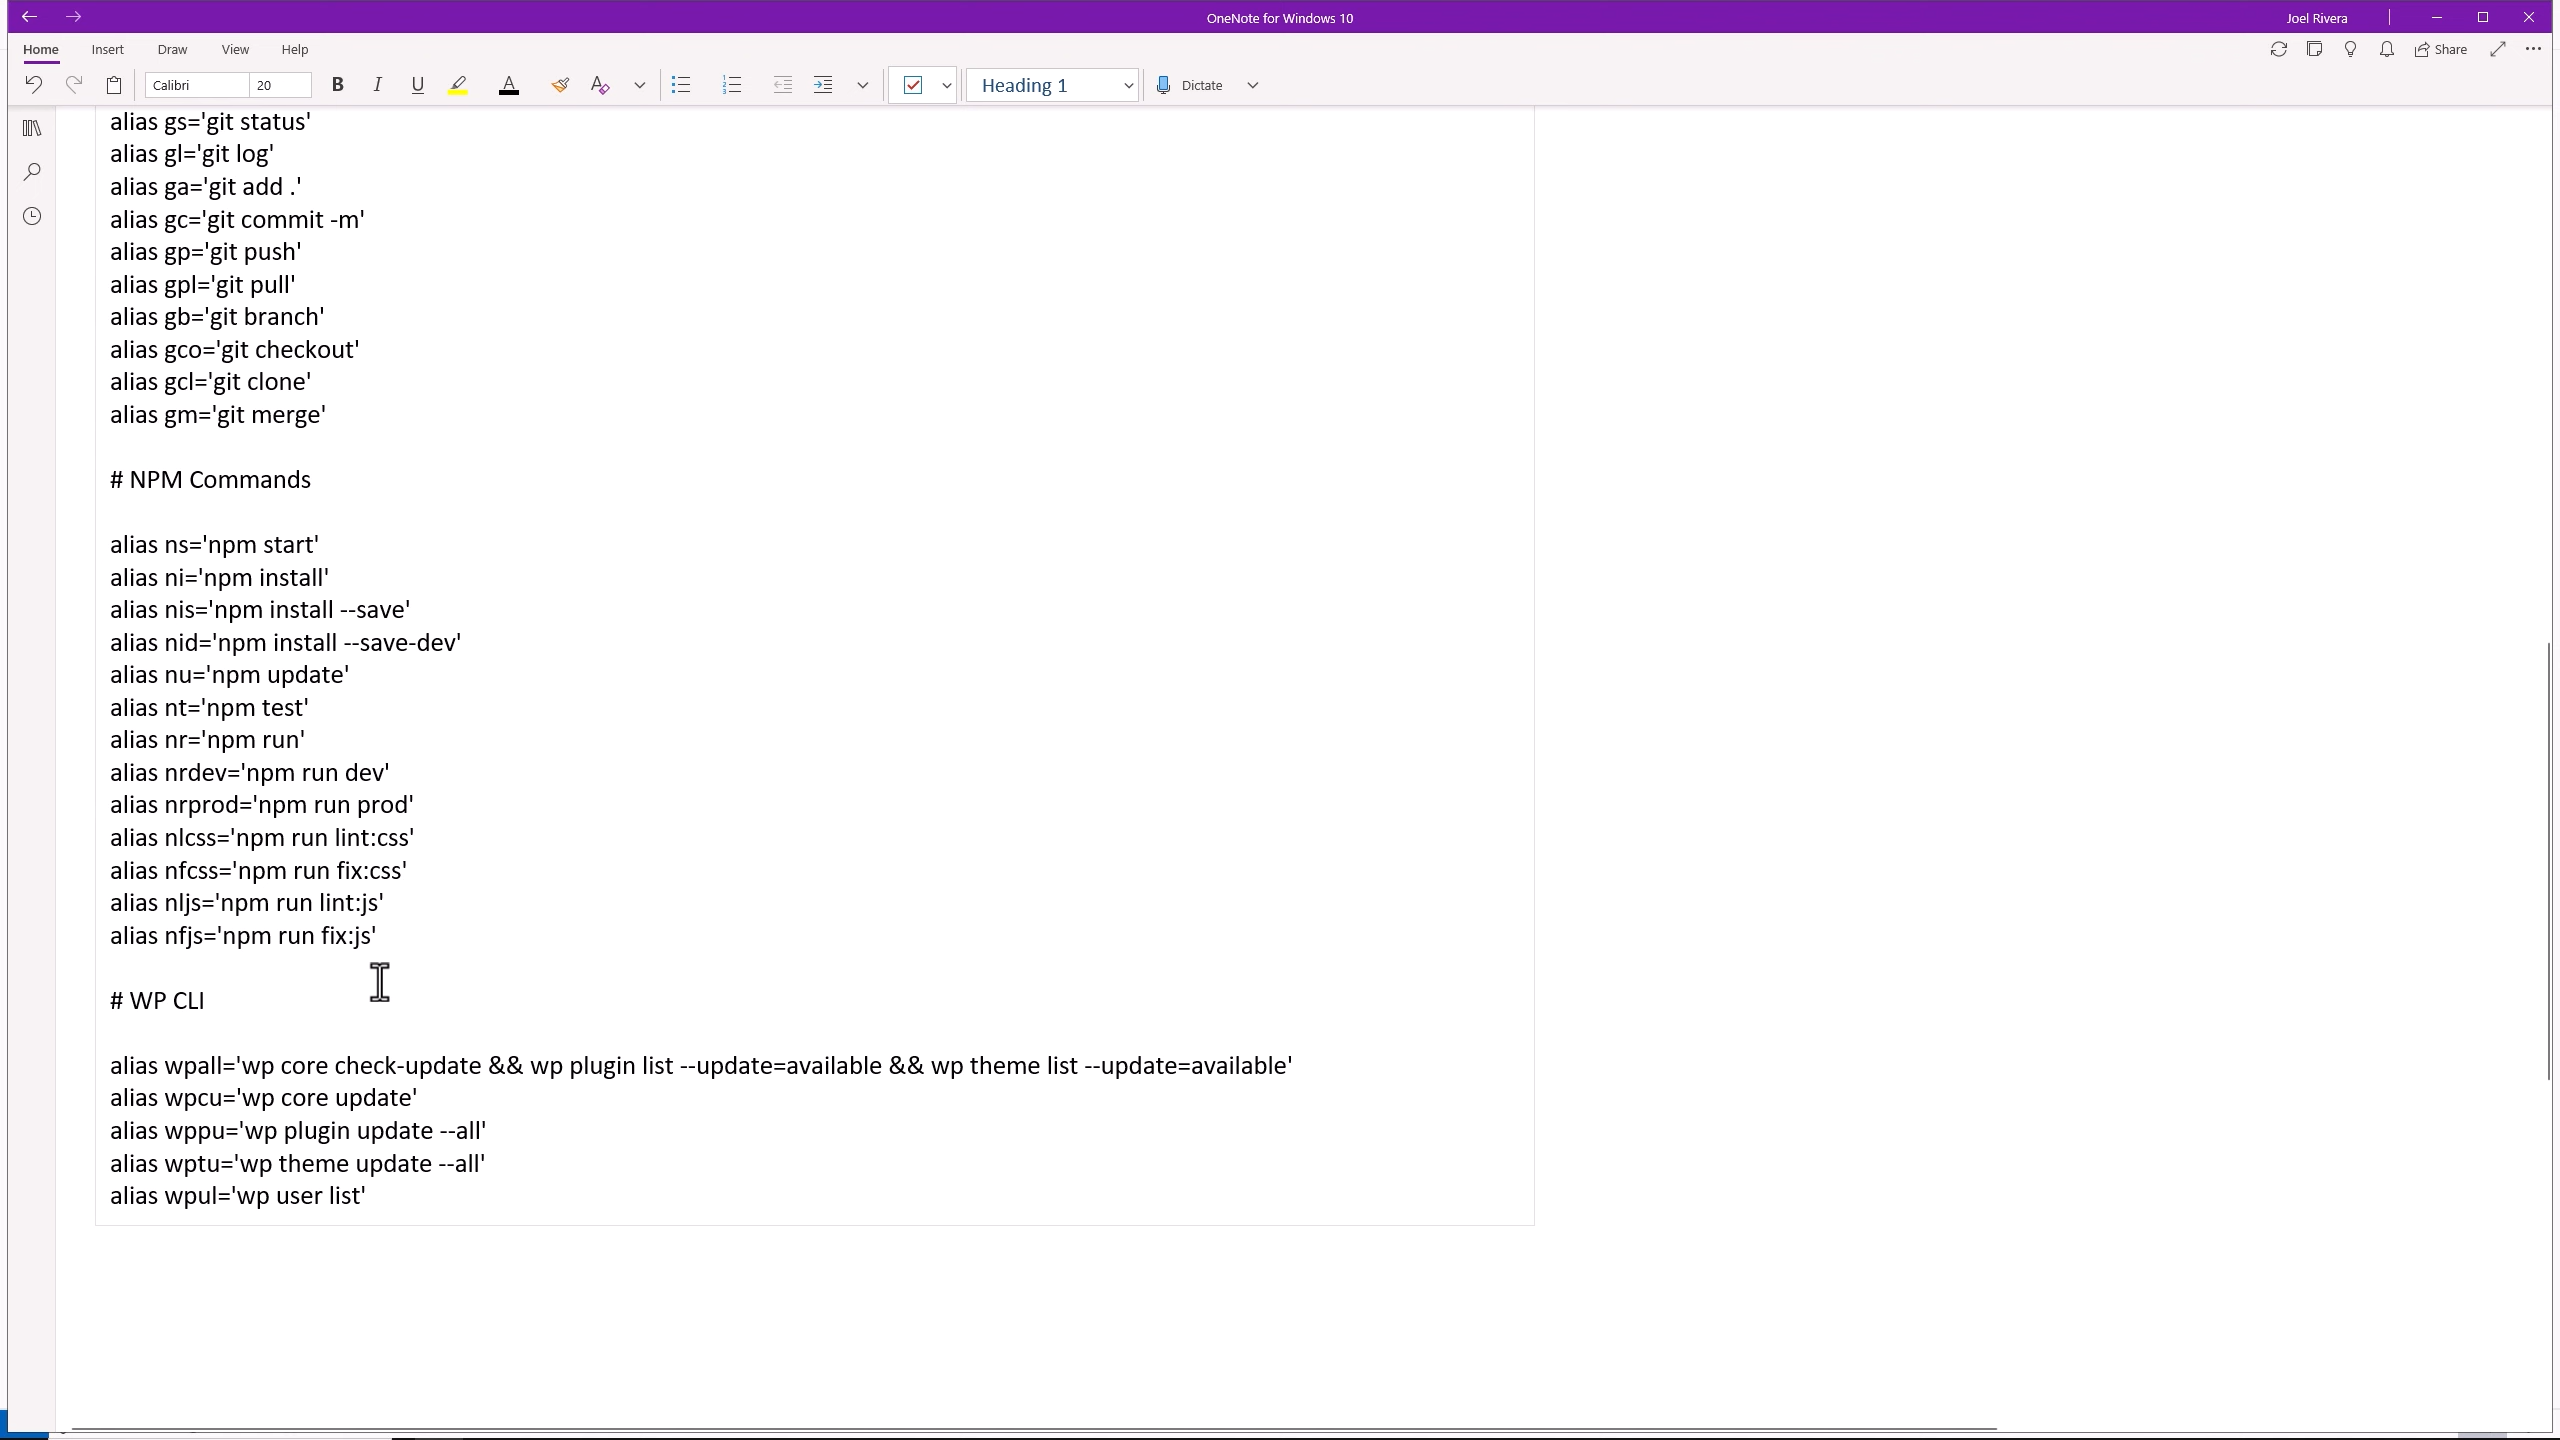 OneNote for Windows 10
Joel Rivera
Home Insert Draw View Help
Share
Calibri 20 B I U A A Heading 1 Dictate
alias gs='git status'
alias gl='git log'
alias ga='git add .'
alias gc='git commit -m'
alias gp='git push'
alias gpl='git pull'
alias gb='git branch'
alias gco='git checkout'
alias gcl='git clone'
alias gm='git merge'
# NPM Commands
alias ns='npm start'
alias ni='npm install'
alias nis='npm install --save'
alias nid='npm install --save-dev'
alias nu='npm update'
alias nt='npm test'
alias nr='npm run'
alias nrdev='npm run dev'
alias nrprod='npm run prod'
alias nlcss='npm run lint:css'
alias nfcss='npm run fix:css'
alias nljs='npm run lint:js'
alias nfjs='npm run fix:js'
# WP CLI
alias wpall='wp core check-update && wp plugin list --update=available && wp theme list --update=available'
alias wpcu='wp core update'
alias wppu='wp plugin update --all'
alias wptu='wp theme update --all'
alias wpul='wp user list'